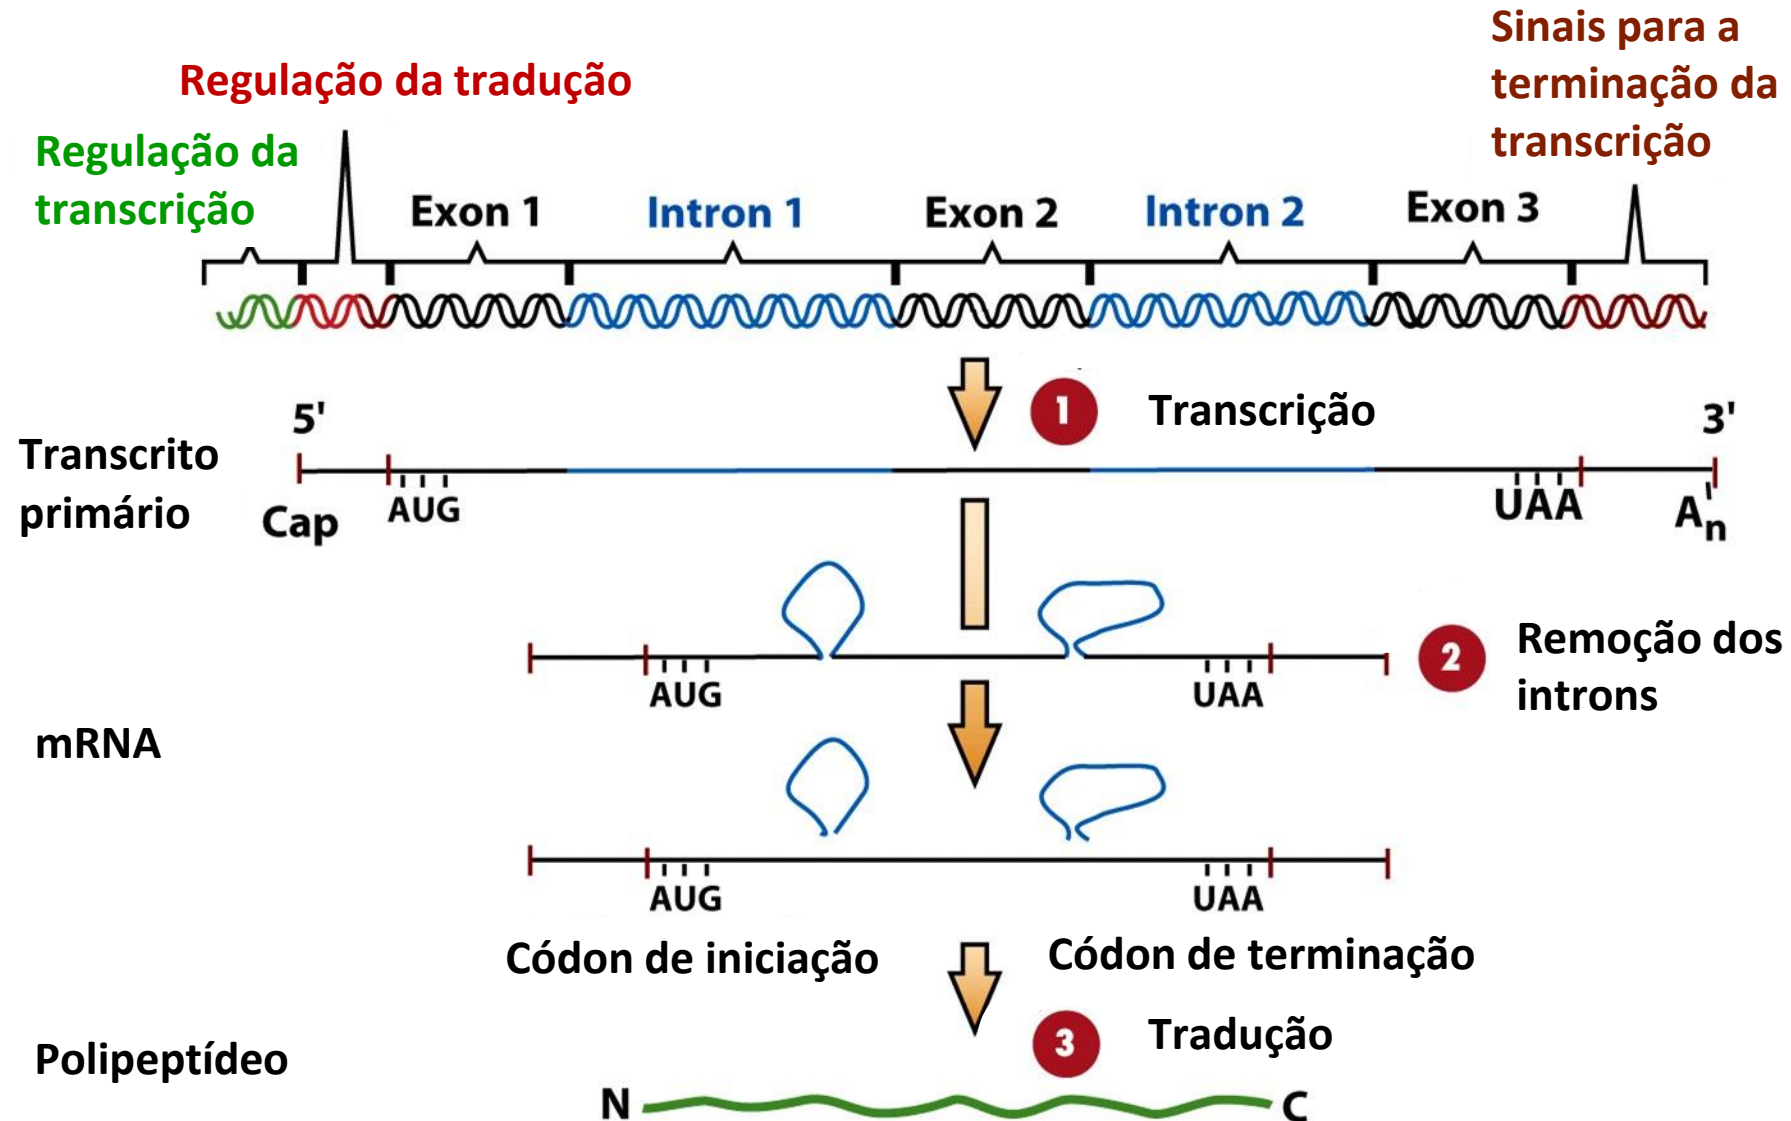 Sinais para a
terminação da
transcrição
Regulação da tradução
Regulação da
transcrição
Exon 1
Intron 1
Exon 2
Intron 2
Exon 3
1
Transcrição
5'
3'
Transcrito
primário
Cap
AUG
UAA
A'n
2
Remoção dos
introns
AUG
UAA
mRNA
AUG
UAA
Códon de iniciação
Códon de terminação
3
Tradução
Polipeptídeo
N
C